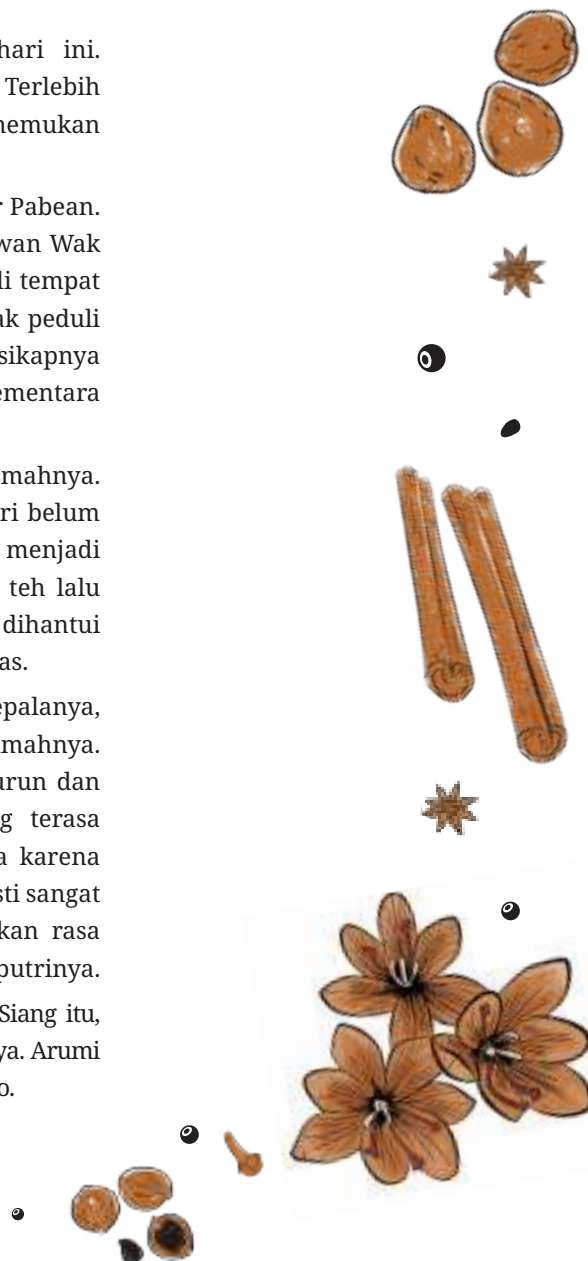 hari ini.
Terlebih
nemukan
Pabean.
wan Wak
di tempat
ak peduli
sikapnya
ementara
mahnya.
ri belum
menjadi
teh lalu
dihantui
as.
epalanya,
mahnya.
urun dan
g terasa
a karena
sti sangat
kan rasa
putrinya.
Siang itu,
ya. Arumi
o.